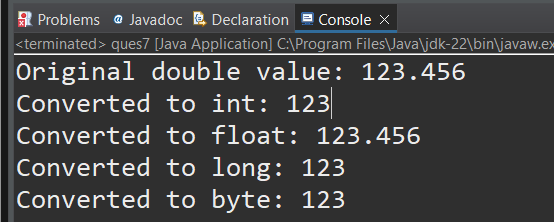 Problems @ Javadoc Declaration Console
<terminated> ques7 [Java Application] C:\Program Files\Java\jdk-22\bin\javaw.ex
Original double value: 123.456
Converted to int: 123
Converted to float: 123.456
Converted to long: 123
Converted to byte: 123